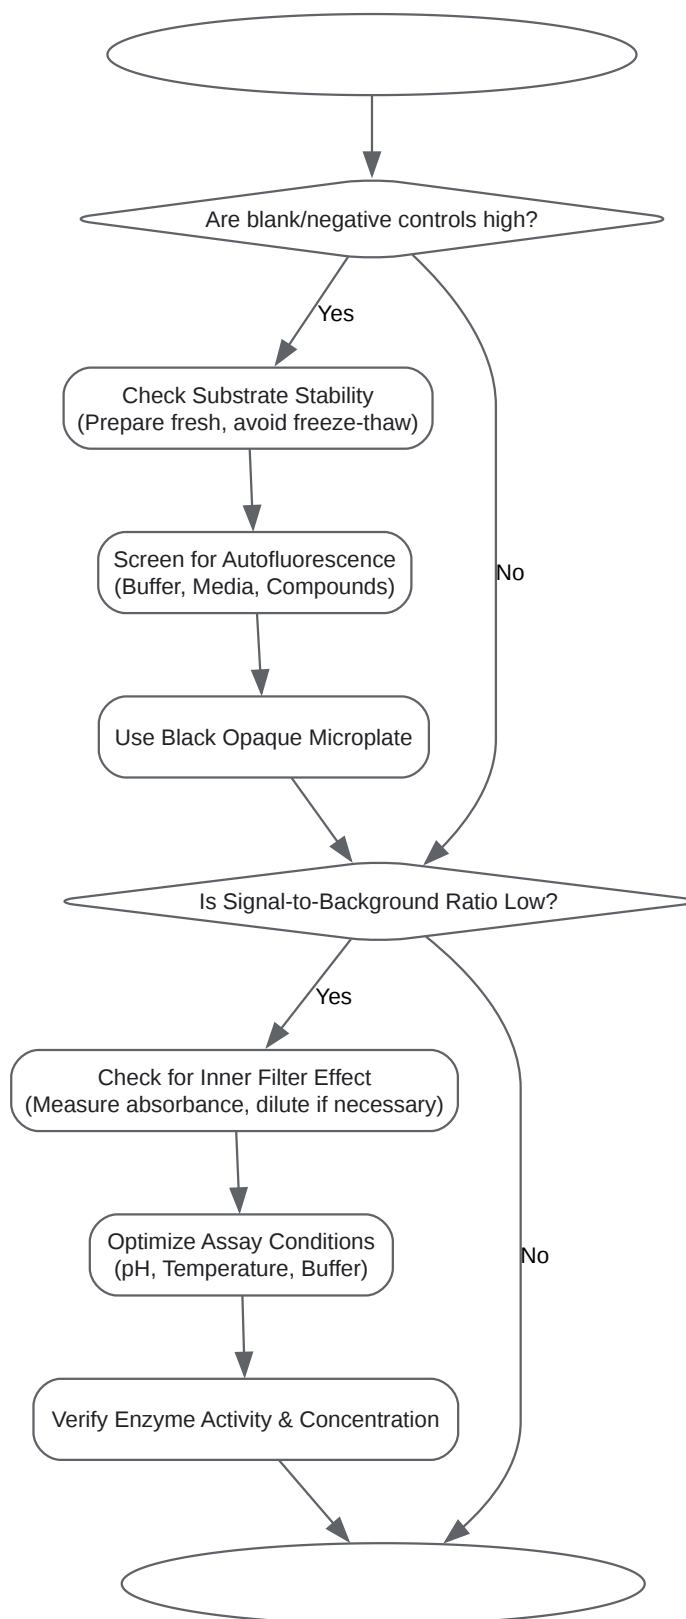 Are blank/negative controls high?
Yes
Check Substrate Stability
(Prepare fresh, avoid freeze-thaw)
Screen for Autofluorescence
(Buffer, Media, Compounds)
No
Use Black Opaque Microplate
Is Signal-to-Background Ratio Low?
Yes
Check for Inner Filter Effect
(Measure absorbance, dilute if necessary)
Optimize Assay Conditions
(pH, Temperature, Buffer)
No
Verify Enzyme Activity & Concentration